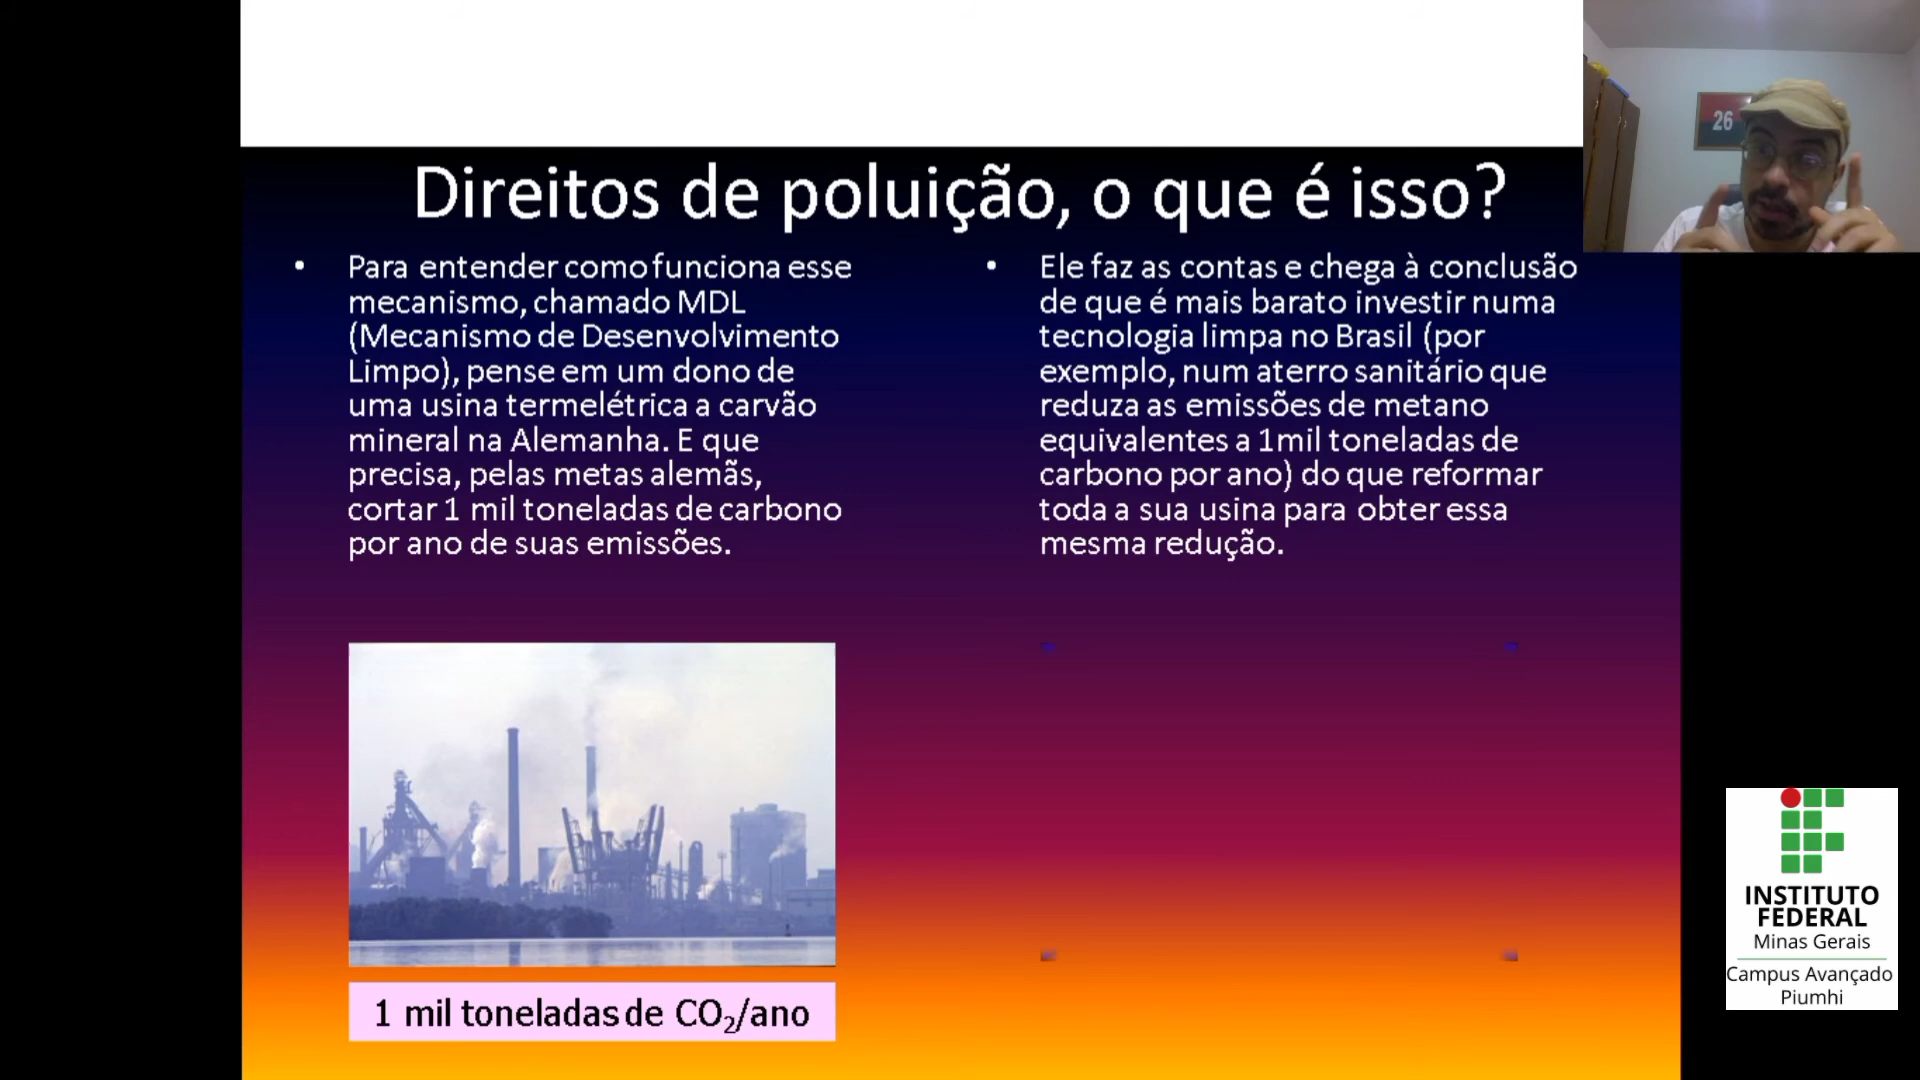 Direitos de poluição, o que é isso?
• Para entender como funciona esse
mecanismo, chamado MDL
(Mecanismo de Desenvolvimento
Limpo), pense em um dono de
uma usina termelétrica a carvão
mineral na Alemanha. E que
precisa, pelas metas alemãs,
cortar 1 mil toneladas de carbono
por ano de suas emissões.
• Ele faz as contas e chega à conclusão
de que é mais barato investir numa
tecnologia limpa no Brasil (por
exemplo, num aterro sanitário que
reduza as emissões de metano
equivalentes a 1mil toneladas de
carbono por ano) do que reformar
toda a sua usina para obter essa
mesma redução.
1 mil toneladas de CO₂/ano
26
INSTITUTO
FEDERAL
Minas Gerais
Campus Avançado
Piumhi